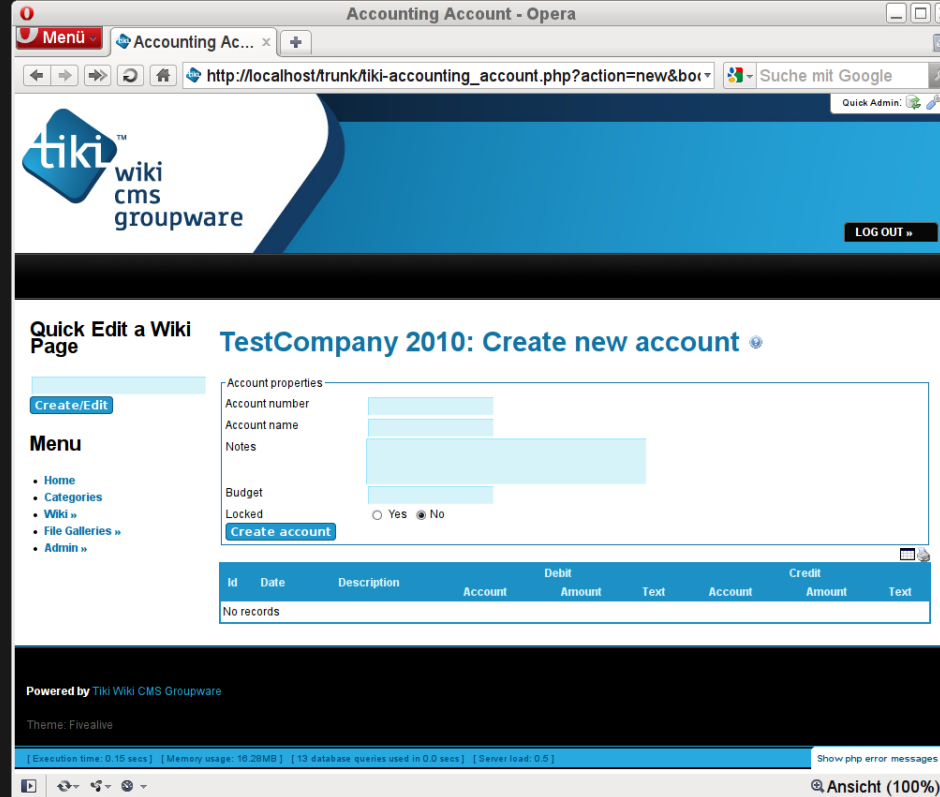 Accounting Account - Opera
Menü
Accounting Ac...
http://localhost/trunk/tiki-accounting_account.php?action=new&bo
Suche mit Google
Quick Admin:
tiki™
wiki
cms
groupware
LOG OUT »
Quick Edit a Wiki
Page
Create/Edit
Menu
Home
Categories
Wiki »
File Galleries »
Admin »
TestCompany 2010: Create new account
Account properties
Account number
Account name
Notes
Budget
Locked Yes No
Create account
Debit Credit
Id Date Description
Account Amount Text Account Amount Text
No records
Powered by Tiki Wiki CMS Groupware
Theme: Fivealive
[ Execution time: 0.15 secs ] [ Memory usage: 16.28MB ] [ 13 database queries used in 0.0 secs ] [ Server load: 0.5 ]
Show php error messages
Ansicht (100%)